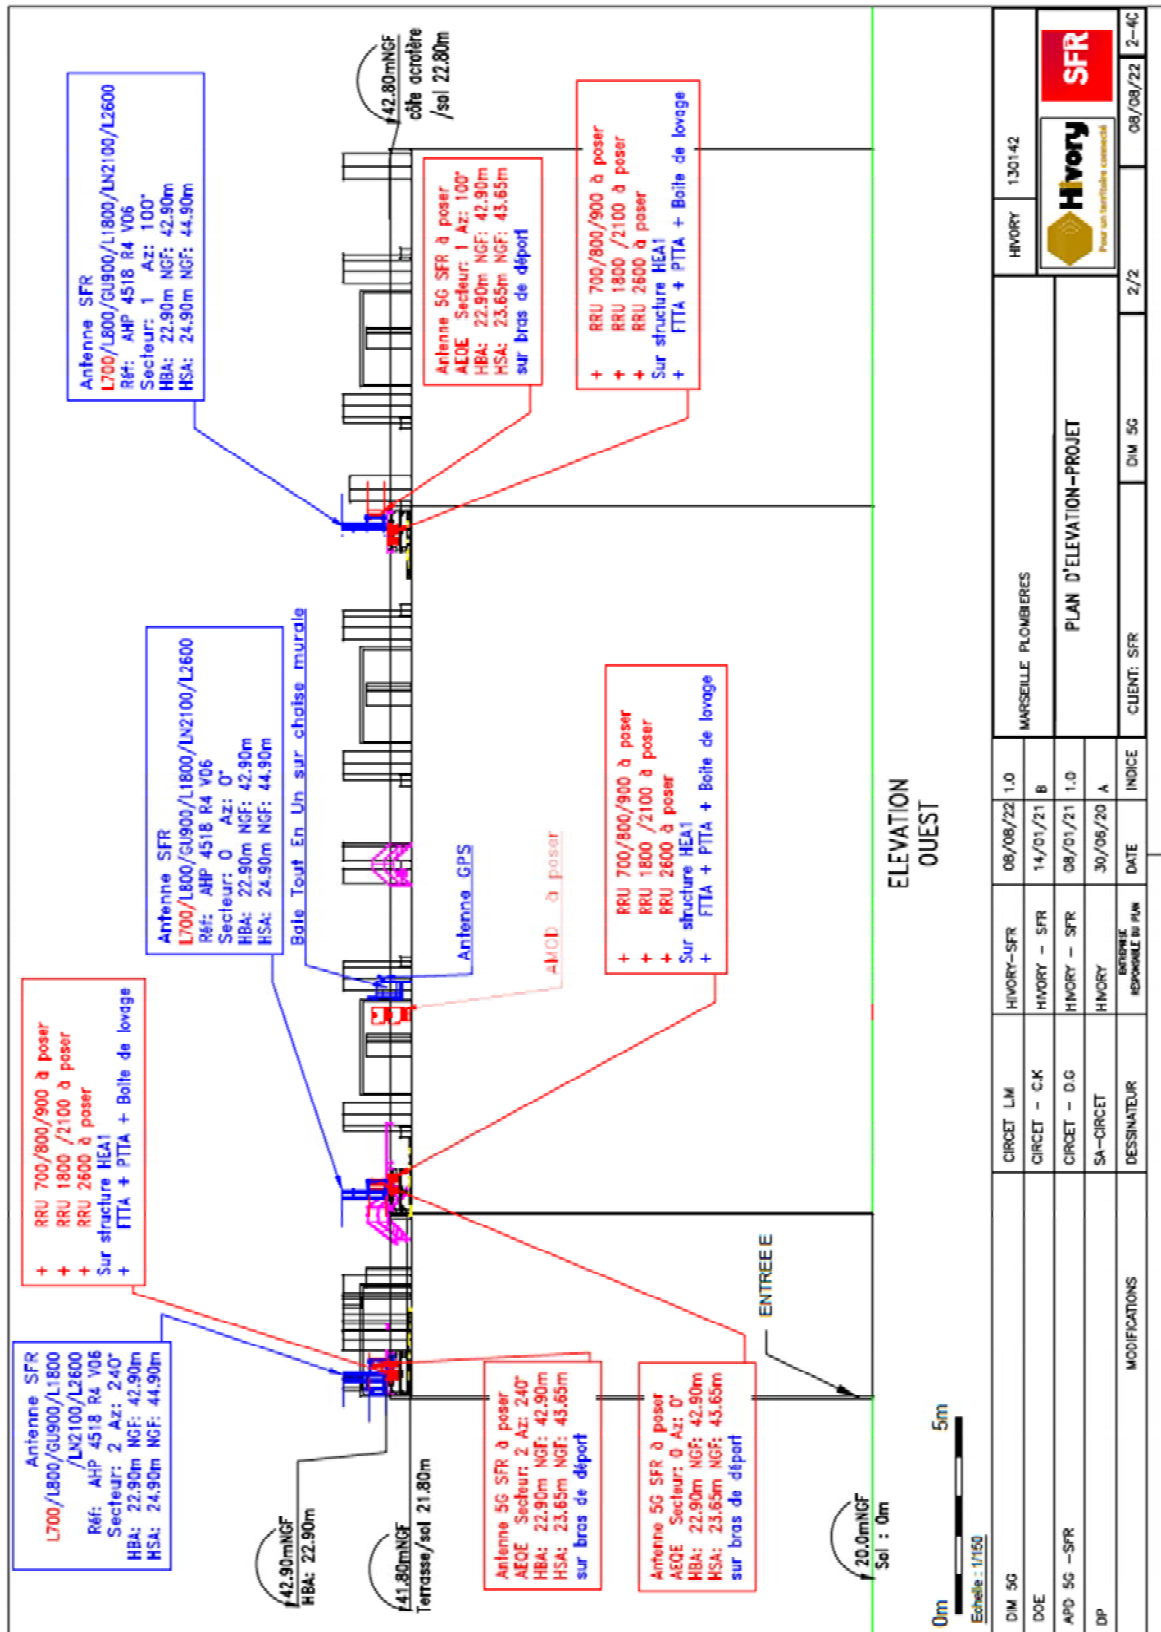 Antenne SFR
L700/L800/GU900/L1800
/LN2100/L2600
Réf: AHP 4518 R4 V06
Secteur: 2 Az: 240°
HBA: 22.90m NGF: 42.90m
HSA: 24.90m NGF: 44.90m
+ RRU 700/800/900 à poser
+ RRU 1800 /2100 à poser
+ RRU 2600 à poser
Sur structure HEA1
+ FTTA + PTTA + Boîte de lovage
Antenne SFR
L700/L800/GU900/L1800/LN2100/L2600
Réf: AHP 4518 R4 V06
Secteur: 0 Az: 0°
HBA: 22.90m NGF: 42.90m
HSA: 24.90m NGF: 44.90m
Baie Tout En Un sur chaise murale
Antenne SFR
L700/L800/GU900/L1800/LN2100/L2600
Réf: AHP 4518 R4 V06
Secteur: 1 Az: 100°
HBA: 22.90m NGF: 42.90m
HSA: 24.90m NGF: 44.90m
42.80mNGF
côte acrotère
/sol 22.80m
42.90mNGF
HBA: 22.90m
41.80mNGF
Terrasse/sol 21.80m
Antenne GPS
AMOD à poser
Antenne 5G SFR à poser
AEQE Secteur: 1 Az: 100°
HBA: 22.90m NGF: 42.90m
HSA: 23.65m NGF: 43.65m
sur bras de déport
+ RRU 700/800/900 à poser
+ RRU 1800 /2100 à poser
+ RRU 2600 à poser
Sur structure HEA1
+ FTTA + PTTA + Boite de lovage
Antenne 5G SFR à poser
AEQE Secteur: 2 Az: 240°
HBA: 22.90m NGF: 42.90m
HSA: 23.65m NGF: 43.65m
sur bras de déport
+ RRU 700/800/900 à poser
+ RRU 1800 /2100 à poser
+ RRU 2600 à poser
Sur structure HEA1
+ FTTA + PTTA + Boite de lovage
Antenne 5G SFR à poser
AEQE Secteur: 0 Az: 0°
HBA: 22.90m NGF: 42.90m
HSA: 23.65m NGF: 43.65m
sur bras de déport
ENTREE E
20.0mNGF
Sol : 0m
ELEVATION
OUEST
0m 5m
Echelle : 1/150
DIM 5G CIRCET LM HIVORY-SFR 08/08/22 1.0
DOE CIRCET - C.K HIVORY - SFR 14/01/21 B
APD 5G -SFR CIRCET - D.G HIVORY - SFR 08/01/21 1.0
DP SA-CIRCET HIVORY 30/06/20 A
MODIFICATIONS DESSINATEUR ENTREPRISE RESPONSABLE DU PLAN DATE INDICE
MARSEILLE PLOMBIERES
HIVORY 130142
PLAN D'ELEVATION-PROJET
Hivory
Pour un territoire connecté
SFR
CLIENT: SFR DIM 5G 2/2 08/08/22 2-4C